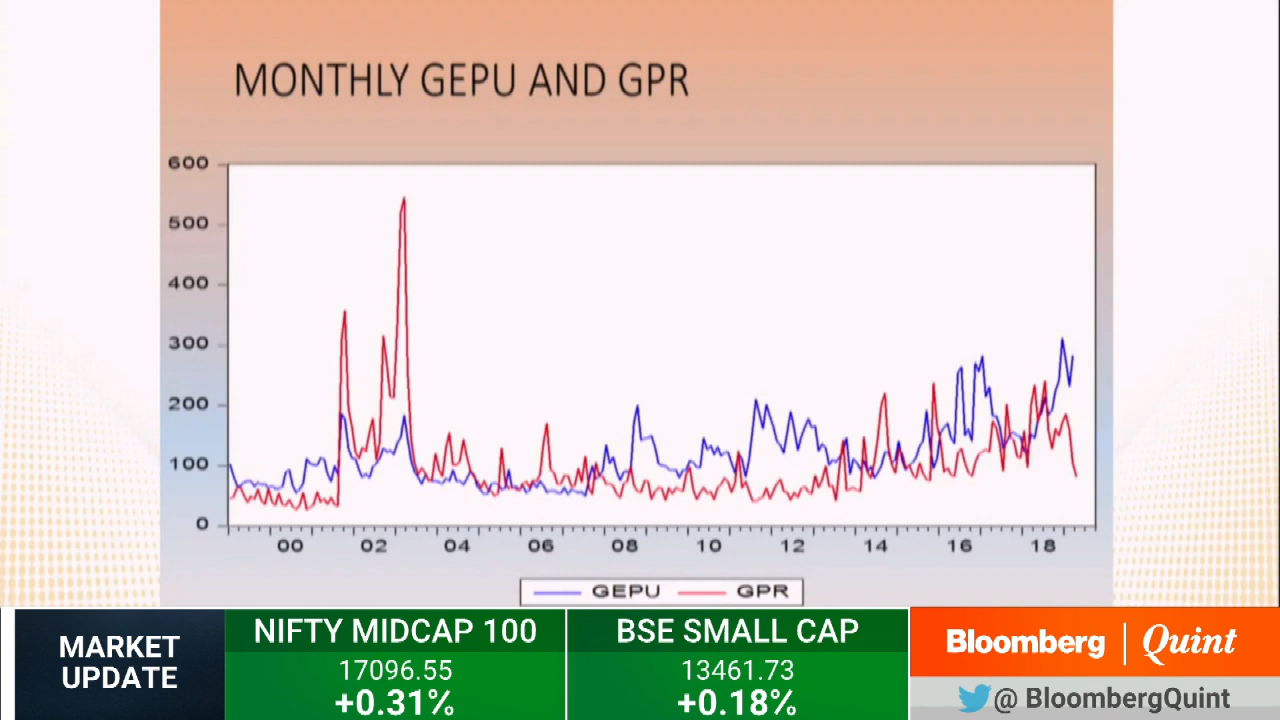 MONTHLY GEPU AND GPR
600
500
400
300
200
100
0
00 02 04 06 08 10 12 14 16 18
GEPU GPR
MARKET UPDATE
NIFTY MIDCAP 100
17096.55
+0.31%
BSE SMALL CAP
13461.73
+0.18%
Bloomberg | Quint
@ BloombergQuint